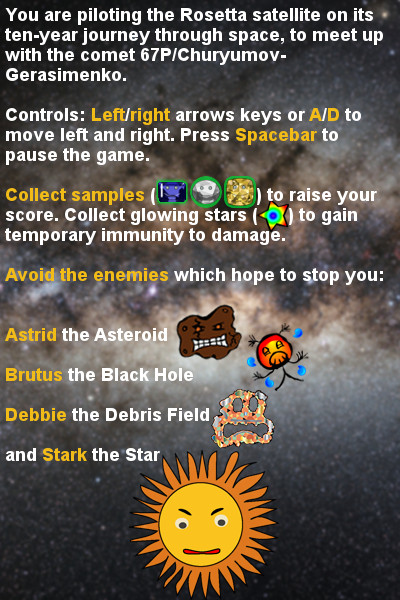 You are piloting the Rosetta satellite on its
ten-year journey through space, to meet up
with the comet 67P/Churyumov-
Gerasimenko.
Controls: Left/right arrows keys or A/D to
move left and right. Press Spacebar to
pause the game.
Collect samples ( ) to raise your
score. Collect glowing stars ( ) to gain
temporary immunity to damage.
Avoid the enemies which hope to stop you:
Astrid the Asteroid
Brutus the Black Hole
Debbie the Debris Field
and Stark the Star